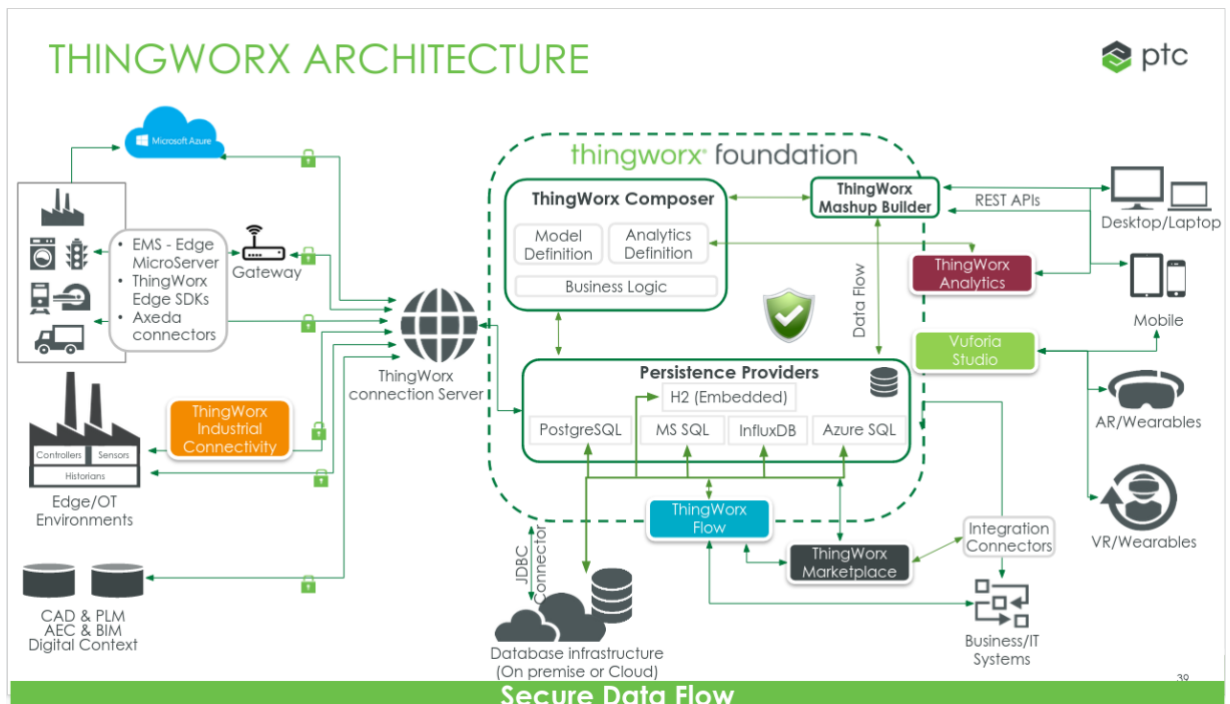 THINGWORX ARCHITECTURE
ptc
Microsoft Azure
• EMS - Edge
MicroServer
• ThingWorx
Edge SDKs
• Axeda
connectors
Gateway
ThingWorx
connection Server
ThingWorx
Industrial
Connectivity
Controllers
Sensors
Historians
Edge/OT
Environments
CAD & PLM
AEC & BIM
Digital Context
thingworx® foundation
ThingWorx Composer
Model
Definition
Analytics
Definition
Business Logic
ThingWorx
Mashup Builder
Data Flow
REST APIs
ThingWorx
Analytics
Vuforia
Studio
Desktop/Laptop
Mobile
AR/Wearables
VR/Wearables
Persistence Providers
H2 (Embedded)
PostgreSQL
MS SQL
InfluxDB
Azure SQL
ThingWorx
Flow
ThingWorx
Marketplace
Integration
Connectors
Business/IT
Systems
JDBC
Connector
Database infrastructure
(On premise or Cloud)
39
Secure Data Flow